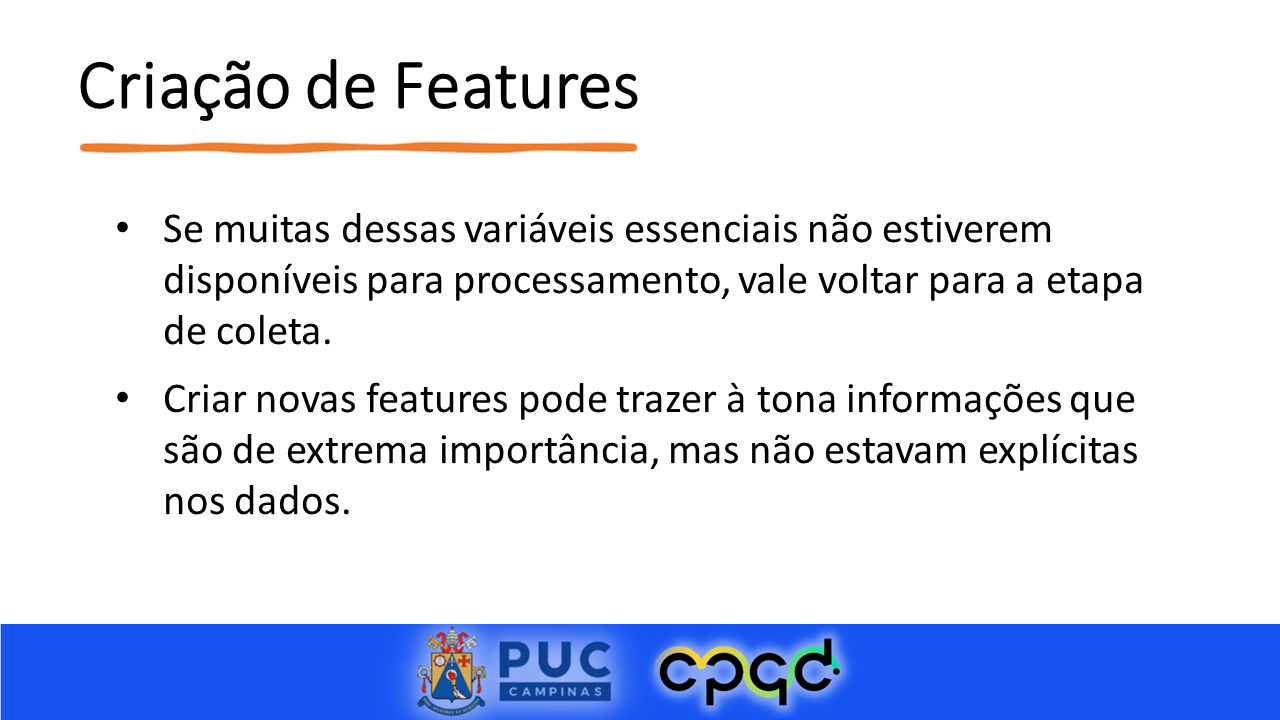 Criação de Features
• Se muitas dessas variáveis essenciais não estiverem
disponíveis para processamento, vale voltar para a etapa
de coleta.
• Criar novas features pode trazer à tona informações que
são de extrema importância, mas não estavam explícitas
nos dados.
PUC
CAMPINAS
cpqd